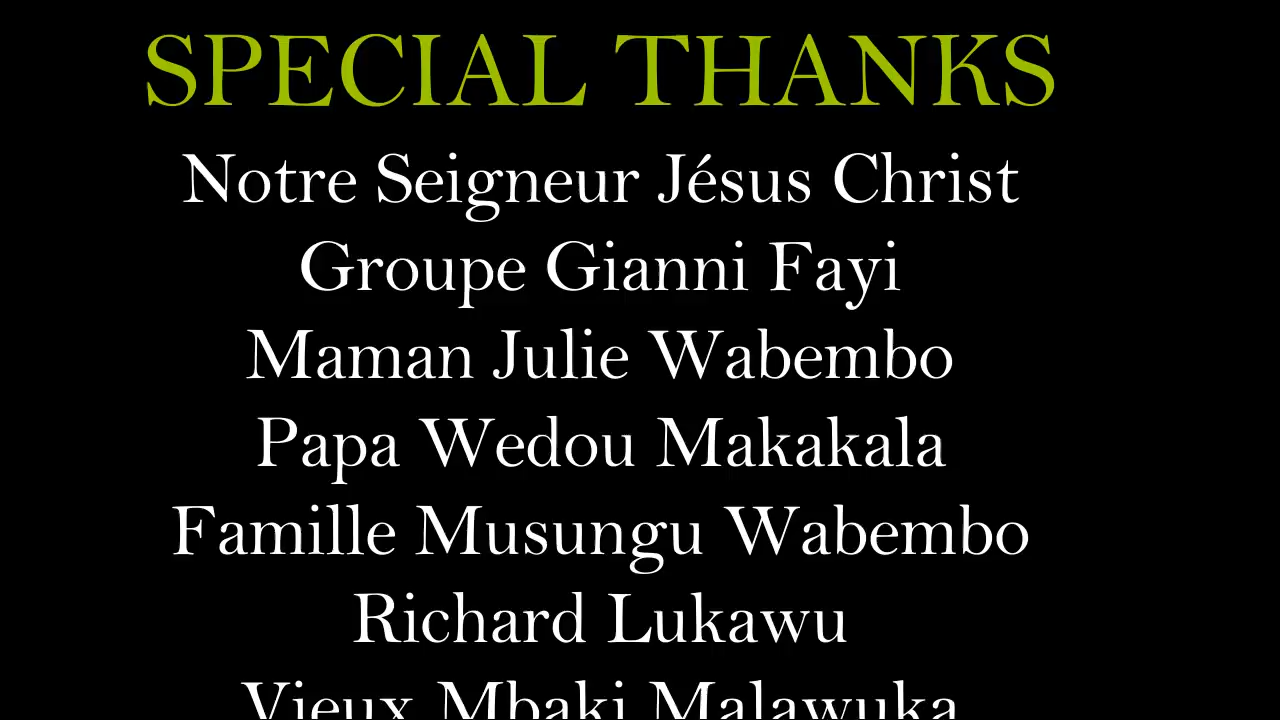 SPECIAL THANKS
Notre Seigneur Jésus Christ
Groupe Gianni Fayi
Maman Julie Wabembo
Papa Wedou Makakala
Famille Musungu Wabembo
Richard Lukawu
Vieux Mbaki Malawuka